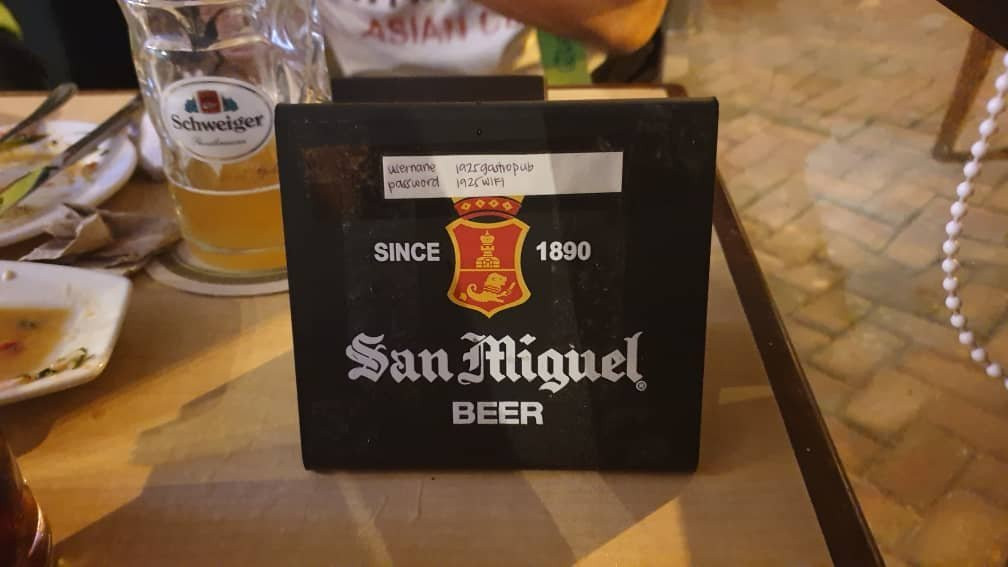 ASIAN
Schweiger
username 1925gastropub
password 1925WIFI
SINCE 1890
San Miguel®
BEER